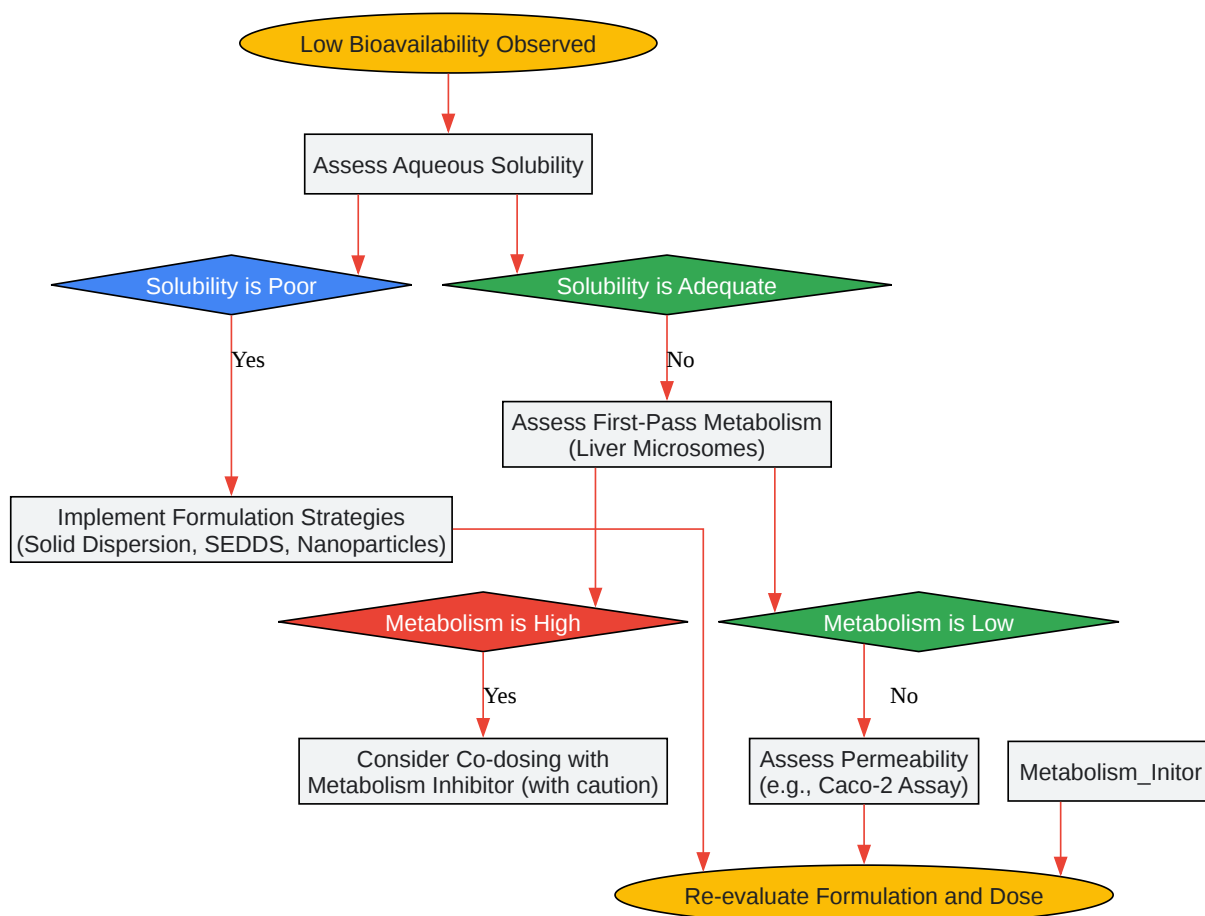 Low Bioavailability Observed
Assess Aqueous Solubility
Solubility is Poor
Solubility is Adequate
Yes
No
Assess First-Pass Metabolism
(Liver Microsomes)
Implement Formulation Strategies
(Solid Dispersion, SEDDS, Nanoparticles)
Metabolism is High
Metabolism is Low
Yes
No
Consider Co-dosing with
Metabolism Inhibitor (with caution)
Assess Permeability
(e.g., Caco-2 Assay)
Metabolism_Initor
Re-evaluate Formulation and Dose